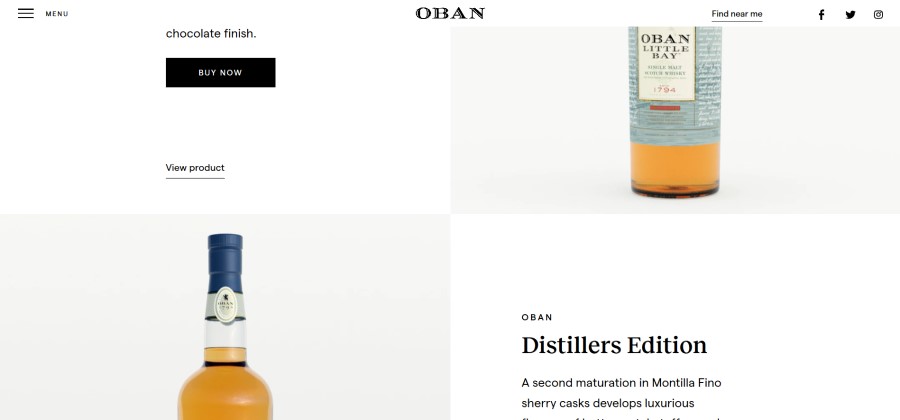 MENU
OBAN
Find near me
chocolate finish.
BUY NOW
View product
OBAN
LITTLE
BAY
SINGLE MALT
SCOTCH WHISKY
1794
OBAN
OBAN
Distillers Edition
A second maturation in Montilla Fino
sherry casks develops luxurious